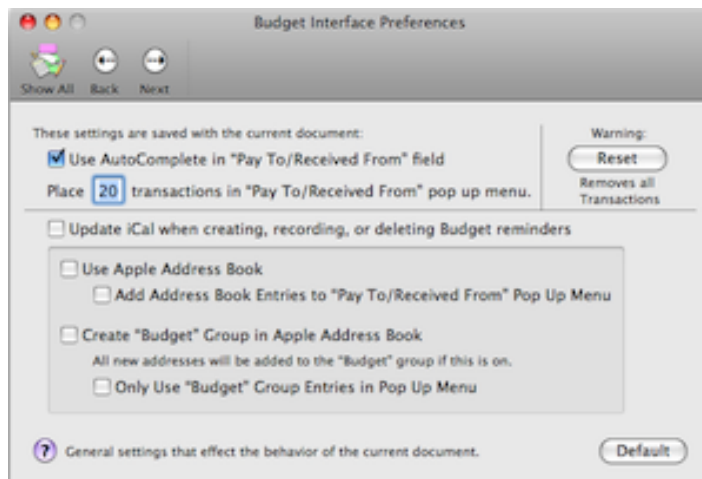 Budget Interface Preferences
Show All Back Next
These settings are saved with the current document:
Use AutoComplete in "Pay To/Received From" field
Place 20 transactions in "Pay To/Received From" pop up menu.
Warning:
Reset
Removes all
Transactions
Update iCal when creating, recording, or deleting Budget reminders
Use Apple Address Book
Add Address Book Entries to "Pay To/Received From" Pop Up Menu
Create "Budget" Group in Apple Address Book
All new addresses will be added to the "Budget" group if this is on.
Only Use "Budget" Group Entries in Pop Up Menu
? General settings that effect the behavior of the current document.
Default